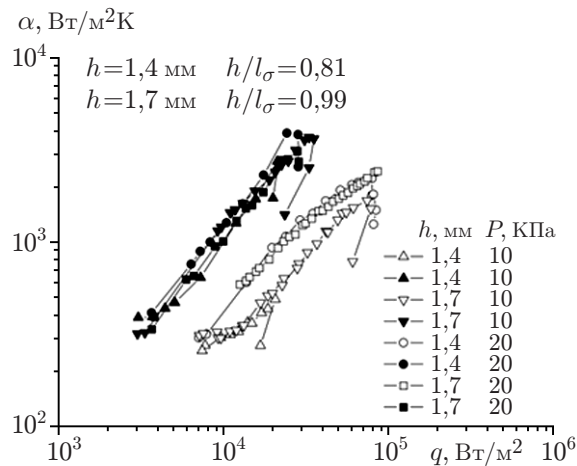 α, Вт/м²К
10⁴
h=1,4 мм h/lσ=0,81
h=1,7 мм h/lσ=0,99
10³
h, мм P, КПа
1,4 10
1,4 10
1,7 10
1,7 10
1,4 20
1,4 20
1,7 20
1,7 20
10²
10³ 10⁴ 10⁵ 10⁶
q, Вт/м²